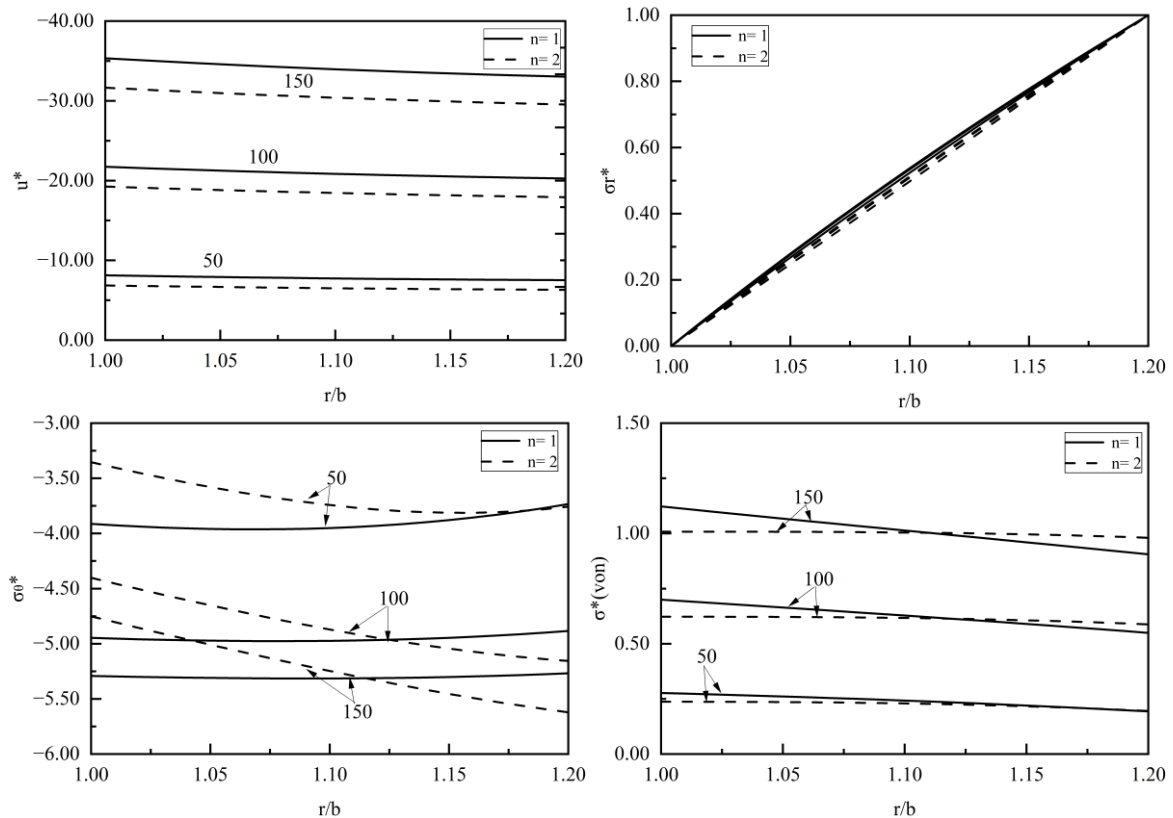 −40.00
−30.00
−20.00
−10.00
0.00
u*
n= 1
n= 2
150
100
50
1.00 1.05 1.10 1.15 1.20
r/b
1.00
0.80
0.60
0.40
0.20
0.00
σr*
n= 1
n= 2
1.00 1.05 1.10 1.15 1.20
r/b
−3.00
−3.50
−4.00
−4.50
−5.00
−5.50
−6.00
σθ*
n= 1
n= 2
50
100
150
1.00 1.05 1.10 1.15 1.20
r/b
1.50
1.00
0.50
0.00
σ*(von)
n= 1
n= 2
150
100
50
1.00 1.05 1.10 1.15 1.20
r/b